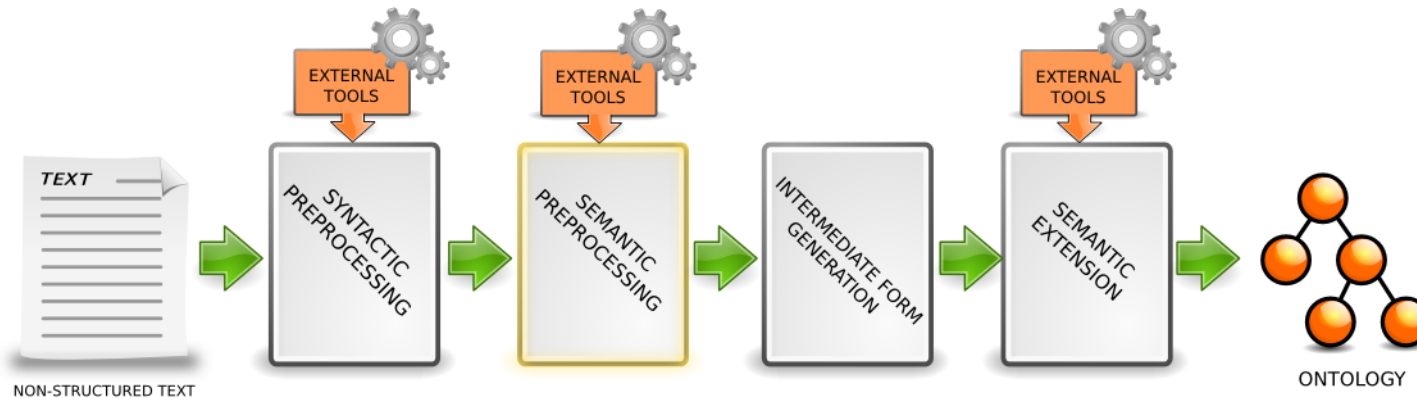 EXTERNAL
TOOLS
EXTERNAL
TOOLS
EXTERNAL
TOOLS
TEXT
SYNTACTIC
PREPROCESSING
SEMANTIC
PREPROCESSING
INTERMEDIATE FORM
GENERATION
SEMANTIC
EXTENSION
NON-STRUCTURED TEXT
ONTOLOGY